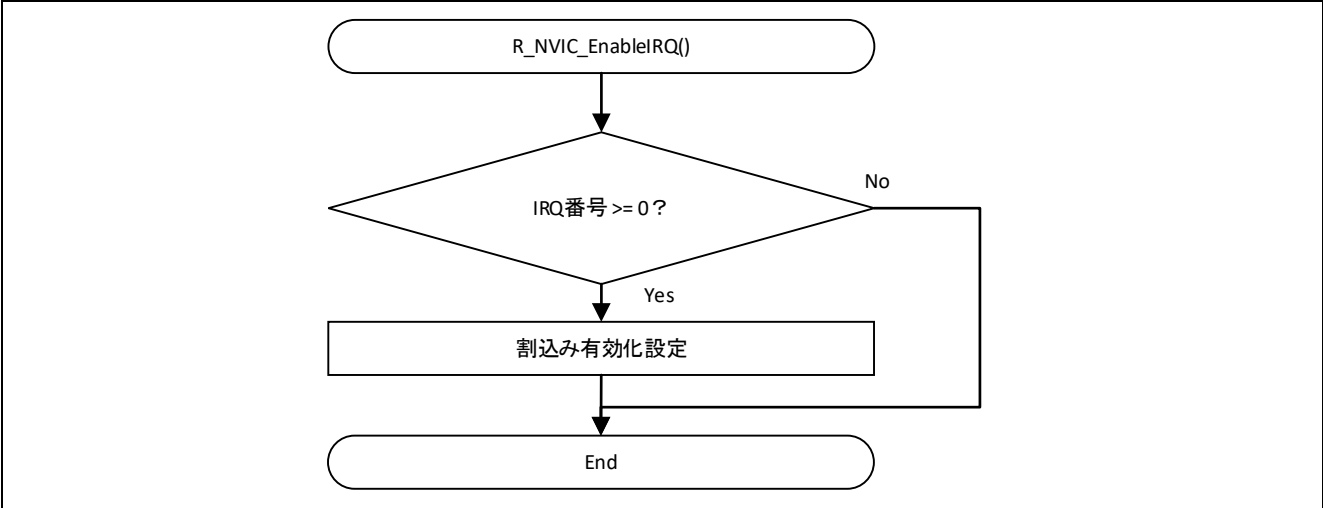 R_NVIC_EnableIRQ()
IRQ番号 >= 0？
No
Yes
割込み有効化設定
End